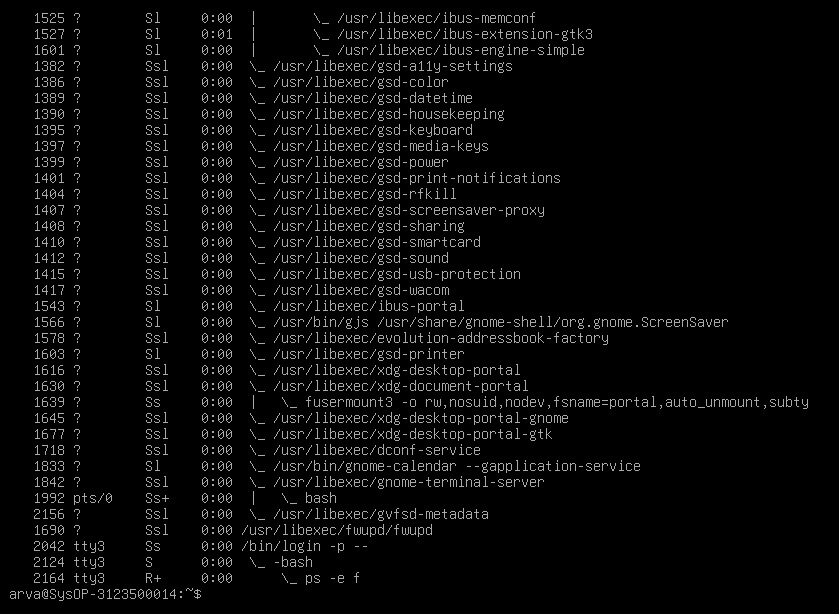 1525 ?        Sl     0:00  |       \_ /usr/libexec/ibus-memconf
1527 ?        Sl     0:01  |       \_ /usr/libexec/ibus-extension-gtk3
1601 ?        Sl     0:00  |       \_ /usr/libexec/ibus-engine-simple
1382 ?        Ssl    0:00  \_ /usr/libexec/gsd-a11y-settings
1386 ?        Ssl    0:00  \_ /usr/libexec/gsd-color
1389 ?        Ssl    0:00  \_ /usr/libexec/gsd-datetime
1390 ?        Ssl    0:00  \_ /usr/libexec/gsd-housekeeping
1395 ?        Ssl    0:00  \_ /usr/libexec/gsd-keyboard
1397 ?        Ssl    0:00  \_ /usr/libexec/gsd-media-keys
1399 ?        Ssl    0:00  \_ /usr/libexec/gsd-power
1401 ?        Ssl    0:00  \_ /usr/libexec/gsd-print-notifications
1404 ?        Ssl    0:00  \_ /usr/libexec/gsd-rfkill
1407 ?        Ssl    0:00  \_ /usr/libexec/gsd-screensaver-proxy
1408 ?        Ssl    0:00  \_ /usr/libexec/gsd-sharing
1410 ?        Ssl    0:00  \_ /usr/libexec/gsd-smartcard
1412 ?        Ssl    0:00  \_ /usr/libexec/gsd-sound
1415 ?        Ssl    0:00  \_ /usr/libexec/gsd-usb-protection
1417 ?        Ssl    0:00  \_ /usr/libexec/gsd-wacom
1543 ?        Sl     0:00  \_ /usr/libexec/ibus-portal
1566 ?        Sl     0:00  \_ /usr/bin/gjs /usr/share/gnome-shell/org.gnome.ScreenSaver
1578 ?        Ssl    0:00  \_ /usr/libexec/evolution-addressbook-factory
1603 ?        Sl     0:00  \_ /usr/libexec/gsd-printer
1616 ?        Ssl    0:00  \_ /usr/libexec/xdg-desktop-portal
1630 ?        Ssl    0:00  \_ /usr/libexec/xdg-document-portal
1639 ?        Ss     0:00  |   \_ fusermount3 -o rw,nosuid,nodev,fsname=portal,auto_unmount,subty
1645 ?        Ssl    0:00  \_ /usr/libexec/xdg-desktop-portal-gnome
1677 ?        Ssl    0:00  \_ /usr/libexec/xdg-desktop-portal-gtk
1718 ?        Ssl    0:00  \_ /usr/libexec/dconf-service
1833 ?        Sl     0:00  \_ /usr/bin/gnome-calendar --gapplication-service
1842 ?        Ssl    0:00  \_ /usr/libexec/gnome-terminal-server
1992 pts/0    Ss+    0:00  |   \_ bash
2156 ?        Ssl    0:00  \_ /usr/libexec/gvfsd-metadata
1690 ?        Ssl    0:00 /usr/libexec/fwupd/fwupd
2042 tty3     Ss     0:00 /bin/login -p --
2124 tty3     S      0:00  \_ -bash
2164 tty3     R+     0:00      \_ ps -e f
arva@SysOP-3123500014:~$